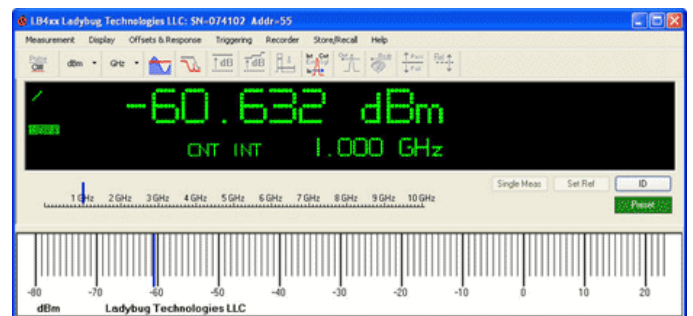 LB4xx Ladybug Technologies LLC: SN-074102 Addr-55
Measurement Display Offsets & Response Triggering Recorder Store/Recall Help
dBm GHz 1dB 1dB
-60.632 dBm
CNT INT 1.000 GHz
Single Meas Set Ref ID
1 GHz 2 GHz 3 GHz 4 GHz 5 GHz 6 GHz 7 GHz 8 GHz 9 GHz 10 GHz
Preset
-80 -70 -60 -50 -40 -30 -20 -10 0 10 20
dBm Ladybug Technologies LLC